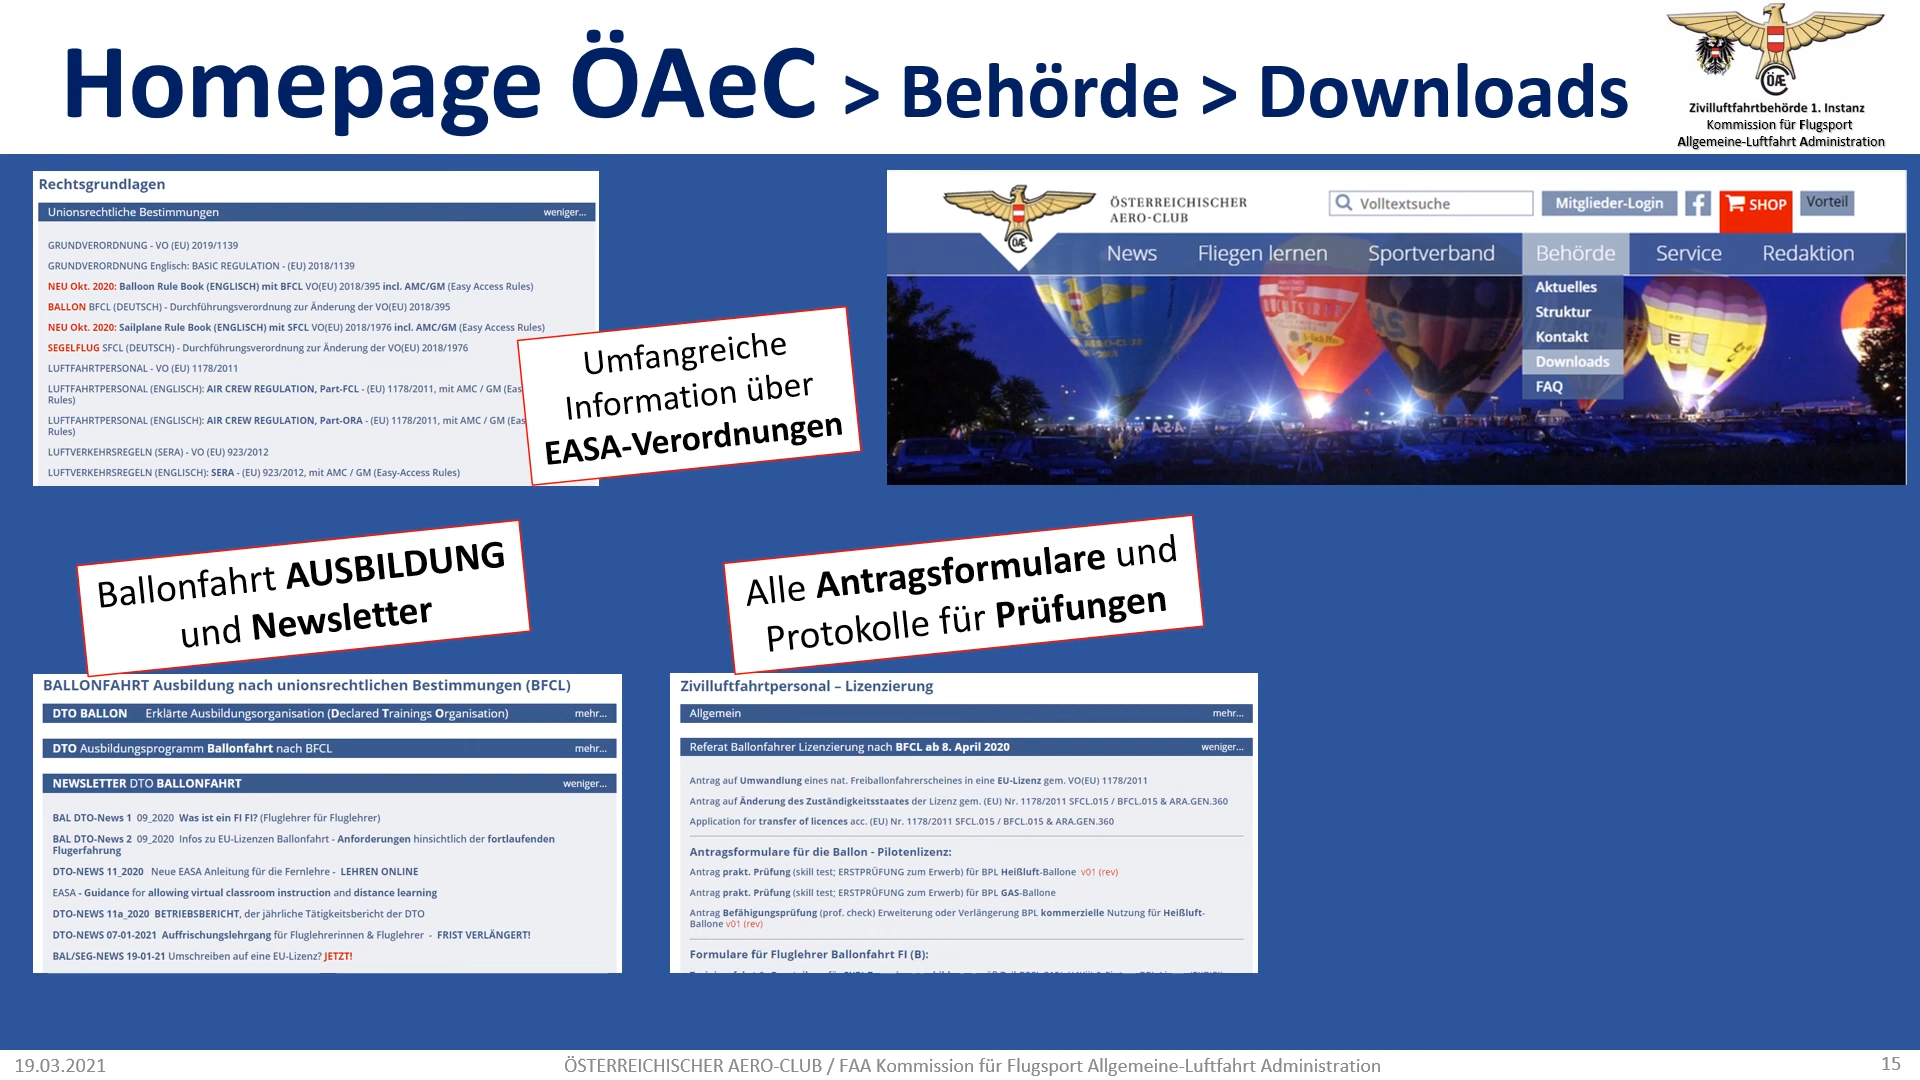 Homepage ÖAeC > Behörde > Downloads
Zivilluftfahrtbehörde 1. Instanz
Kommission für Flugsport
Allgemeine-Luftfahrt Administration
Rechtsgrundlagen
Unionsrechtliche Bestimmungen weniger...
GRUNDVERORDNUNG - VO (EU) 2019/1139
GRUNDVERORDNUNG Englisch: BASIC REGULATION - (EU) 2018/1139
NEU Okt. 2020: Balloon Rule Book (ENGLISCH) mit BFCL VO(EU) 2018/395 incl. AMC/GM (Easy Access Rules)
BALLON BFCL (DEUTSCH) - Durchführungsverordnung zur Änderung der VO(EU) 2018/395
NEU Okt. 2020: Sailplane Rule Book (ENGLISCH) mit SFCL VO(EU) 2018/1976 incl. AMC/GM (Easy Access Rules)
SEGELFLUG SFCL (DEUTSCH) - Durchführungsverordnung zur Änderung der VO(EU) 2018/1976
LUFTFAHRTPERSONAL - VO (EU) 1178/2011
LUFTFAHRTPERSONAL (ENGLISCH): AIR CREW REGULATION, Part-FCL - (EU) 1178/2011, mit AMC / GM (Eas
Rules)
LUFTFAHRTPERSONAL (ENGLISCH): AIR CREW REGULATION, Part-ORA - (EU) 1178/2011, mit AMC / GM (Eas
Rules)
LUFTVERKEHRSREGELN (SERA) - VO (EU) 923/2012
LUFTVERKEHRSREGELN (ENGLISCH): SERA - (EU) 923/2012, mit AMC / GM (Easy-Access Rules)
Umfangreiche
Information über
EASA-Verordnungen
ÖSTERREICHISCHER
AERO-CLUB
Volltextsuche Mitglieder-Login f SHOP Vorteil
News Fliegen lernen Sportverband Behörde Service Redaktion
Aktuelles
Struktur
Kontakt
Downloads
FAQ
Ballonfahrt AUSBILDUNG
und Newsletter
Alle Antragsformulare und
Protokolle für Prüfungen
BALLONFAHRT Ausbildung nach unionsrechtlichen Bestimmungen (BFCL)
DTO BALLON Erklärte Ausbildungsorganisation (Declared Trainings Organisation) mehr...
DTO Ausbildungsprogramm Ballonfahrt nach BFCL mehr...
NEWSLETTER DTO BALLONFAHRT weniger...
BAL DTO-News 1 09_2020 Was ist ein FI FI? (Fluglehrer für Fluglehrer)
BAL DTO-News 2 09_2020 Infos zu EU-Lizenzen Ballonfahrt - Anforderungen hinsichtlich der fortlaufenden
Flugerfahrung
DTO-NEWS 11_2020 Neue EASA Anleitung für die Fernlehre - LEHREN ONLINE
EASA - Guidance for allowing virtual classroom instruction and distance learning
DTO-NEWS 11a_2020 BETRIEBSBERICHT, der jährliche Tätigkeitsbericht der DTO
DTO-NEWS 07-01-2021 Auffrischungslehrgang für Fluglehrerinnen & Fluglehrer - FRIST VERLÄNGERT!
BAL/SEG-NEWS 19-01-21 Umschreiben auf eine EU-Lizenz? JETZT!
Zivilluftfahrtpersonal – Lizenzierung
Allgemein mehr...
Referat Ballonfahrer Lizenzierung nach BFCL ab 8. April 2020 weniger...
Antrag auf Umwandlung eines nat. Freiballonfahrerscheines in eine EU-Lizenz gem. VO(EU) 1178/2011
Antrag auf Änderung des Zuständigkeitsstaates der Lizenz gem. (EU) Nr. 1178/2011 SFCL.015 / BFCL.015 & ARA.GEN.360
Application for transfer of licences acc. (EU) Nr. 1178/2011 SFCL.015 / BFCL.015 & ARA.GEN.360
Antragsformulare für die Ballon - Pilotenlizenz:
Antrag prakt. Prüfung (skill test; ERSTPRÜFUNG zum Erwerb) für BPL Heißluft-Ballone v01 (rev)
Antrag prakt. Prüfung (skill test; ERSTPRÜFUNG zum Erwerb) für BPL GAS-Ballone
Antrag Befähigungsprüfung (prof. check) Erweiterung oder Verlängerung BPL kommerzielle Nutzung für Heißluft-
Ballone v01 (rev)
Formulare für Fluglehrer Ballonfahrt FI (B):
19.03.2021 ÖSTERREICHISCHER AERO-CLUB / FAA Kommission für Flugsport Allgemeine-Luftfahrt Administration 15